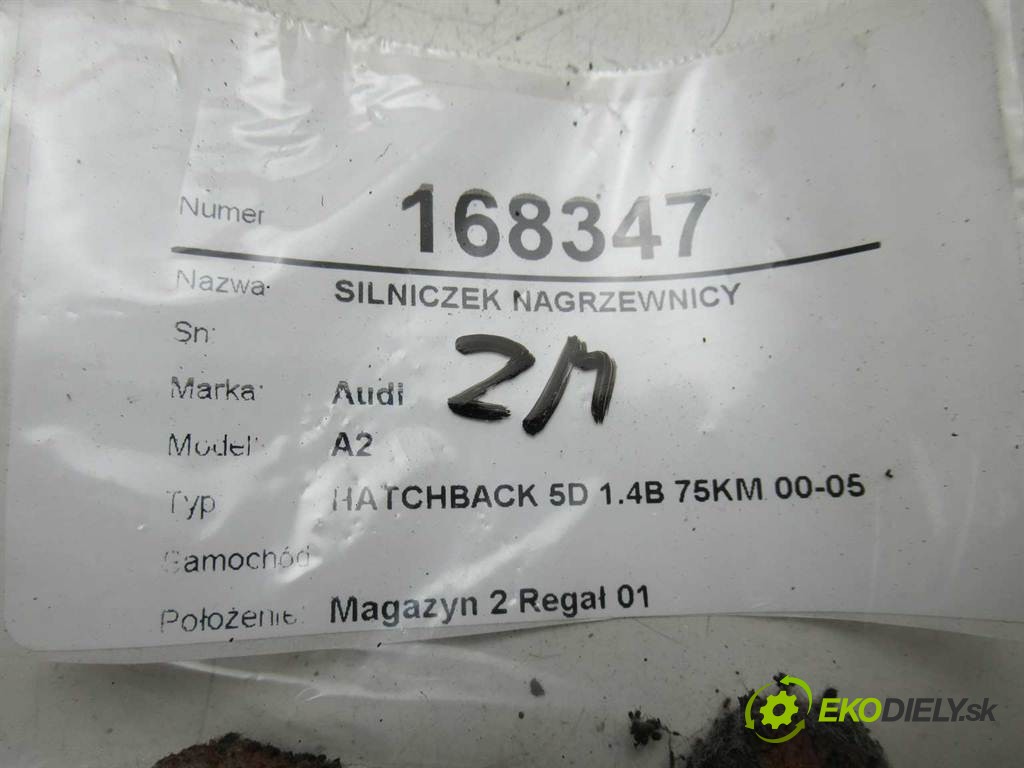 Numer 168347
Nazwa: SILNICZEK NAGRZEWNICY
Sn:
ZM
Marka: Audi
Model: A2
Typ HATCHBACK 5D 1.4B 75KM 00-05
Samochód
Położenie: Magazyn 2 Regał 01
EKODIELY.sk